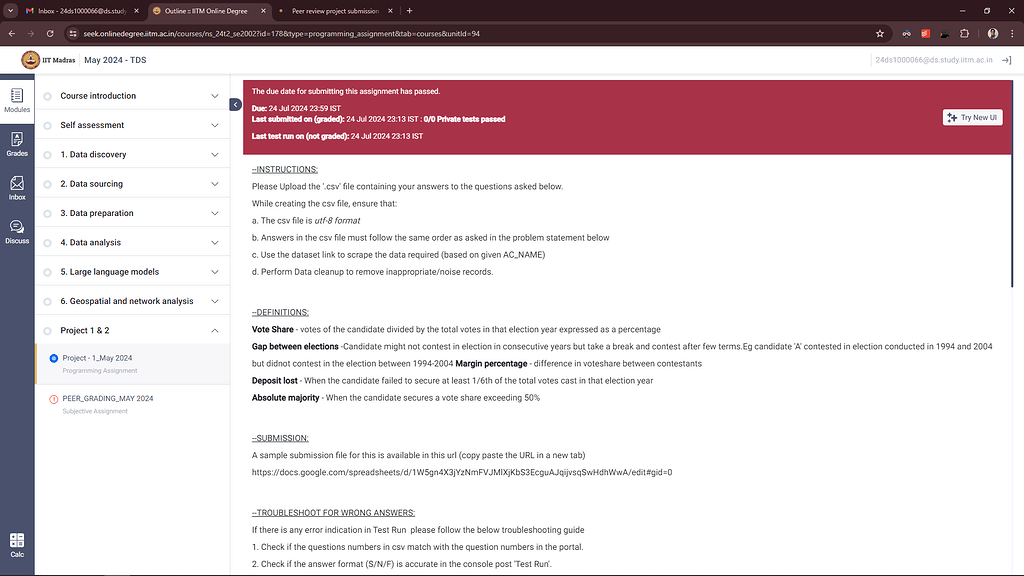 Inbox - 24ds1000066@ds.study
Outline :: IITM Online Degree
Peer review project submission
seek.onlinedegree.iitm.ac.in/courses/ns_24t2_se2002?id=178&type=programming_assignment&tab=courses&unitId=94
IIT Madras
May 2024 - TDS
24ds1000066@ds.study.iitm.ac.in
Modules
Grades
Inbox
Discuss
Calc
Course introduction
Self assessment
1. Data discovery
2. Data sourcing
3. Data preparation
4. Data analysis
5. Large language models
6. Geospatial and network analysis
Project 1 & 2
Project - 1_May 2024
Programming Assignment
PEER_GRADING_MAY 2024
Subjective Assignment
The due date for submitting this assignment has passed.
Due: 24 Jul 2024 23:59 IST
Last submitted on (graded): 24 Jul 2024 23:13 IST : 0/0 Private tests passed
Last test run on (not graded): 24 Jul 2024 23:13 IST
Try New UI
--INSTRUCTIONS:
Please Upload the '.csv' file containing your answers to the questions asked below.
While creating the csv file, ensure that:
a. The csv file is utf-8 format
b. Answers in the csv file must follow the same order as asked in the problem statement below
c. Use the dataset link to scrape the data required (based on given AC_NAME)
d. Perform Data cleanup to remove inappropriate/noise records.
--DEFINITIONS:
Vote Share - votes of the candidate divided by the total votes in that election year expressed as a percentage
Gap between elections -Candidate might not contest in election in consecutive years but take a break and contest after few terms.Eg candidate 'A' contested in election conducted in 1994 and 2004
but didnot contest in the election between 1994-2004 Margin percentage - difference in voteshare between contestants
Deposit lost - When the candidate failed to secure at least 1/6th of the total votes cast in that election year
Absolute majority - When the candidate secures a vote share exceeding 50%
--SUBMISSION:
A sample submission file for this is available in this url (copy paste the URL in a new tab)
https://docs.google.com/spreadsheets/d/1W5gn4X3jYzNmFVJMlXjKbS3EcguAJqijvsqSwHdhWwA/edit#gid=0
--TROUBLESHOOT FOR WRONG ANSWERS:
If there is any error indication in Test Run please follow the below troubleshooting guide
1. Check if the questions numbers in csv match with the question numbers in the portal.
2. Check if the answer format (S/N/F) is accurate in the console post 'Test Run'.